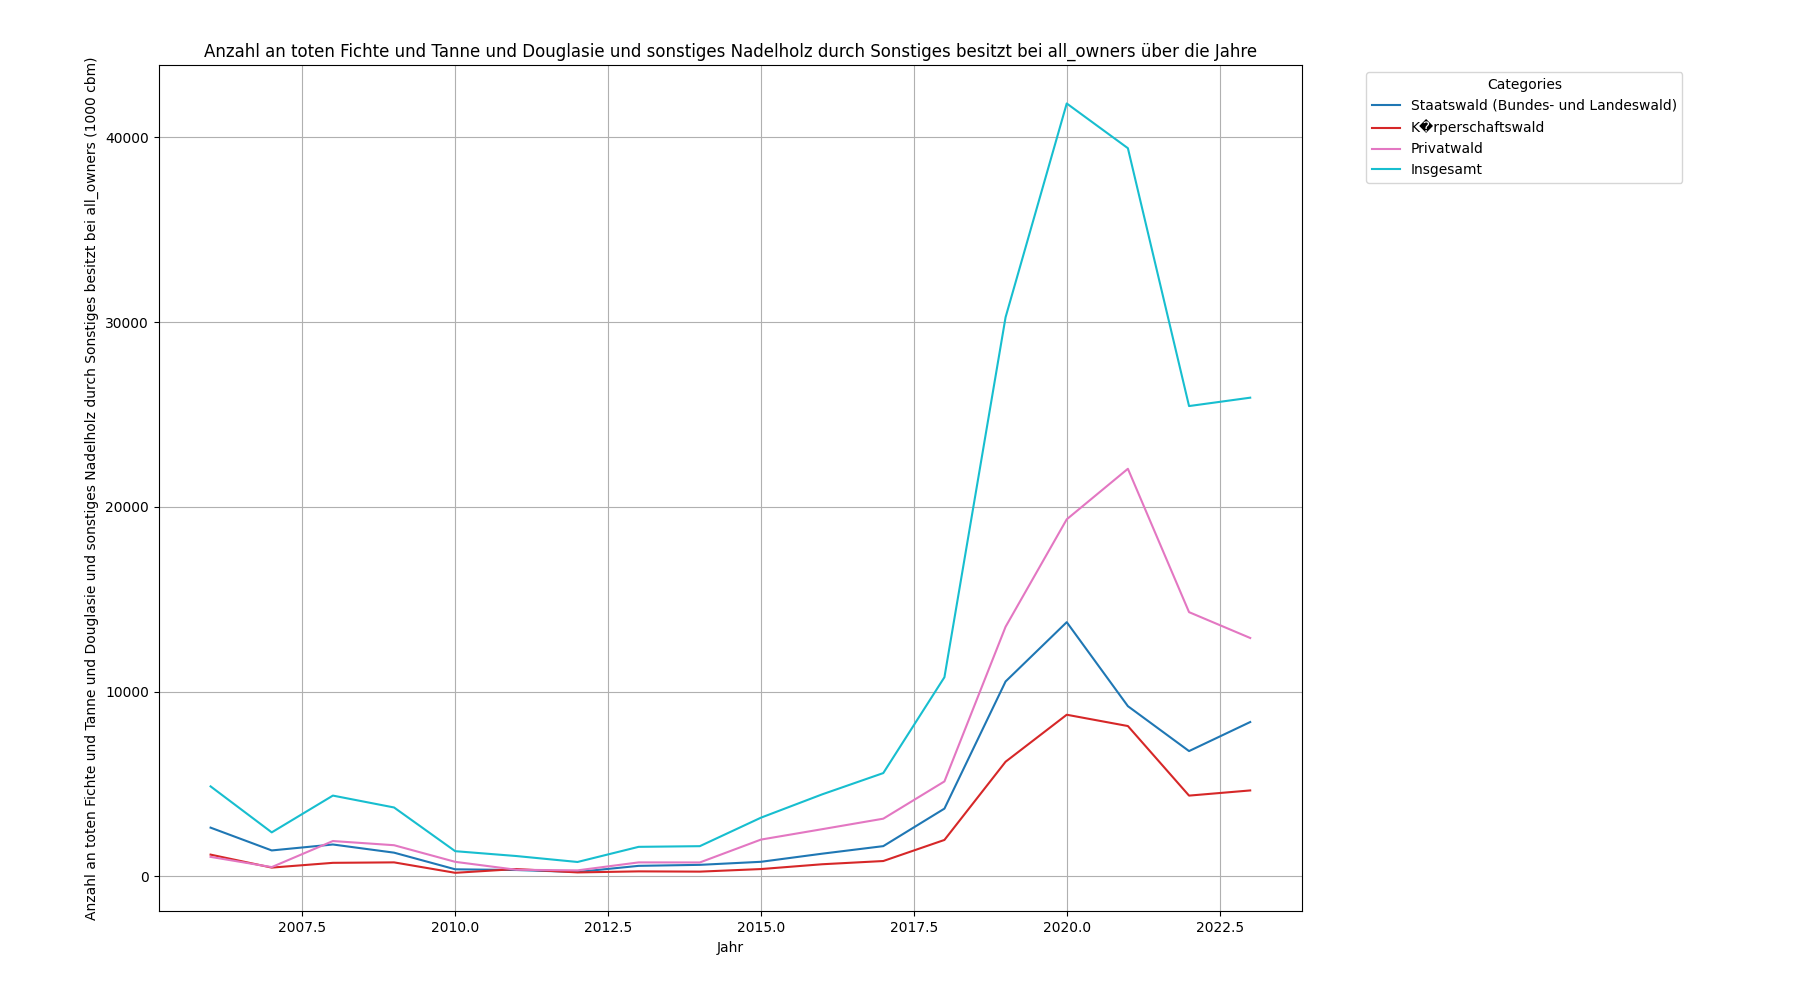 Anzahl an toten Fichte und Tanne und Douglasie und sonstiges Nadelholz durch Sonstiges besitzt bei all_owners über die Jahre
Anzahl an toten Fichte und Tanne und Douglasie und sonstiges Nadelholz durch Sonstiges besitzt bei all_owners (1000 cbm)
40000
30000
20000
10000
0
2007.5
2010.0
2012.5
2015.0
2017.5
2020.0
2022.5
Jahr
Categories
Staatswald (Bundes- und Landeswald)
K�rperschaftswald
Privatwald
Insgesamt